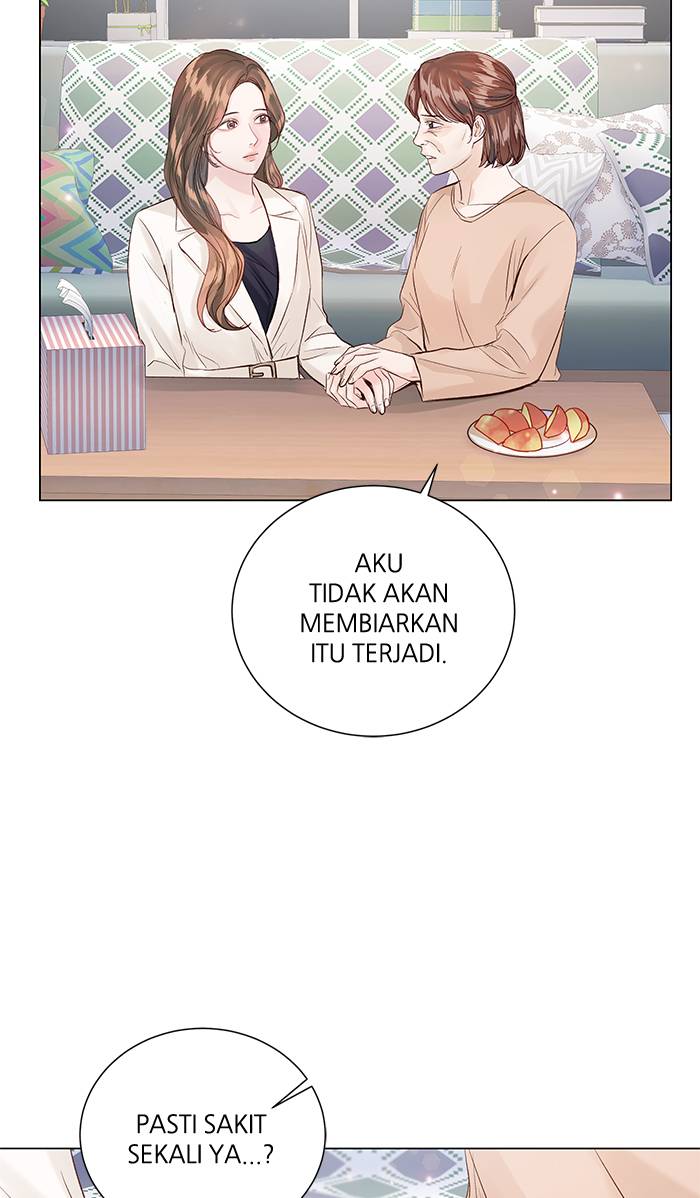 AKU
TIDAK AKAN
MEMBIARKAN
ITU TERJADI.
PASTI SAKIT
SEKALI YA...?